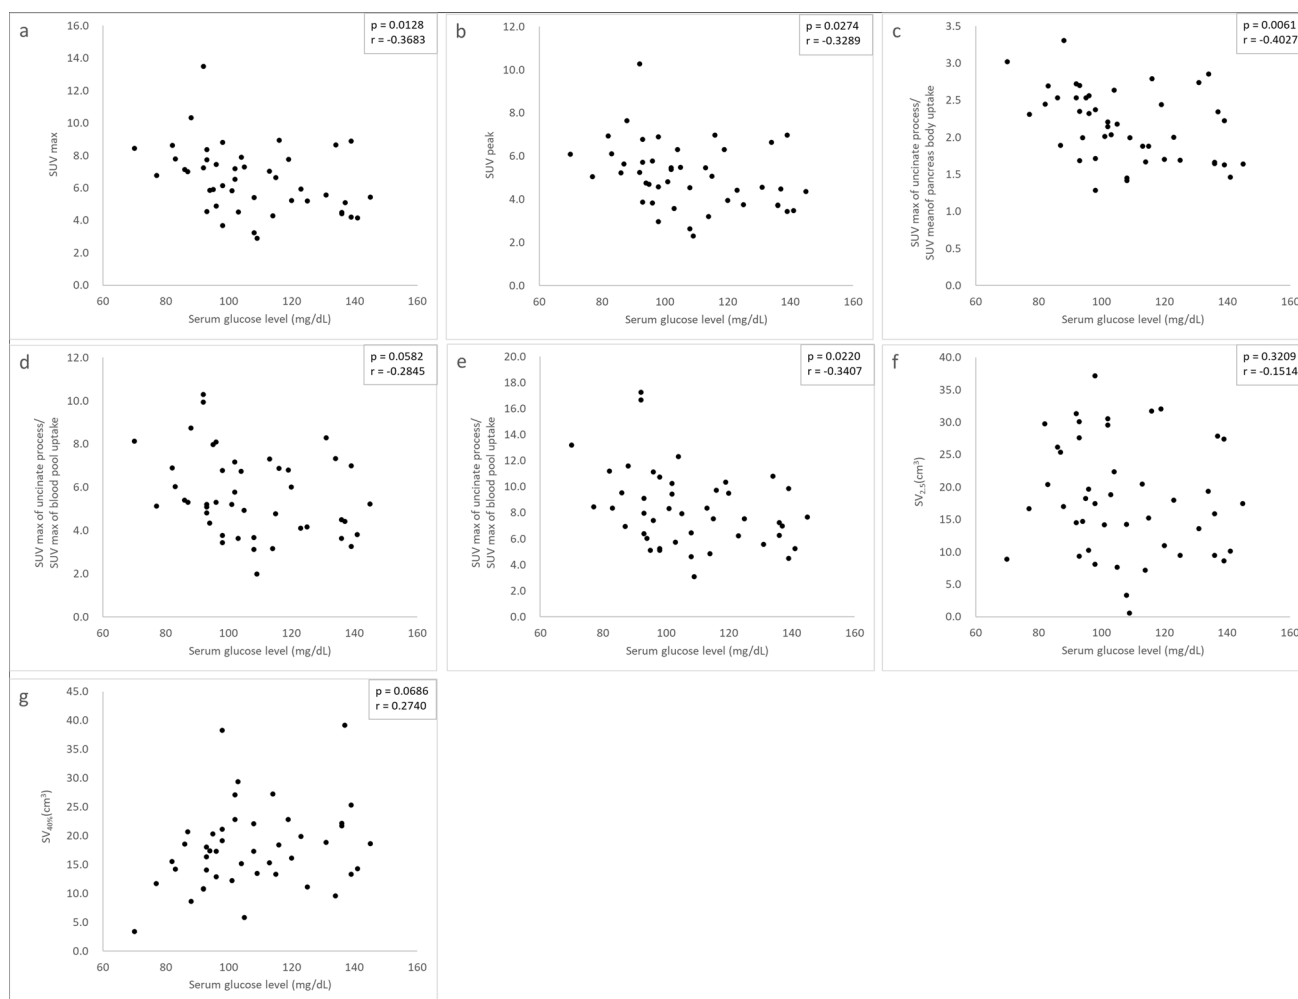 a
p = 0.0128
r = -0.3683
16.0
14.0
12.0
10.0
8.0
6.0
4.0
2.0
0.0
SUV max
60 80 100 120 140 160
Serum glucose level (mg/dL)
b
p = 0.0274
r = -0.3289
12.0
10.0
8.0
6.0
4.0
2.0
0.0
SUV peak
60 80 100 120 140 160
Serum glucose level (mg/dL)
c
p = 0.0061
r = -0.4027
3.5
3.0
2.5
2.0
1.5
1.0
0.5
0.0
SUV max of uncinate process/
SUV meanof pancreas body uptake
60 80 100 120 140 160
Serum glucose level (mg/dL)
d
p = 0.0582
r = -0.2845
12.0
10.0
8.0
6.0
4.0
2.0
0.0
SUV max of uncinate process/
SUV max of blood pool uptake
60 80 100 120 140 160
Serum glucose level (mg/dL)
e
p = 0.0220
r = -0.3407
20.0
18.0
16.0
14.0
12.0
10.0
8.0
6.0
4.0
2.0
0.0
SUV max of uncinate process/
SUV max of blood pool uptake
60 80 100 120 140 160
Serum glucose level (mg/dL)
f
p = 0.3209
r = -0.1514
40.0
35.0
30.0
25.0
20.0
15.0
10.0
5.0
0.0
SV2.5(cm³)
60 80 100 120 140 160
Serum glucose level (mg/dL)
g
p = 0.0686
r = 0.2740
45.0
40.0
35.0
30.0
25.0
20.0
15.0
10.0
5.0
0.0
SV40%(cm³)
60 80 100 120 140 160
Serum glucose level (mg/dL)